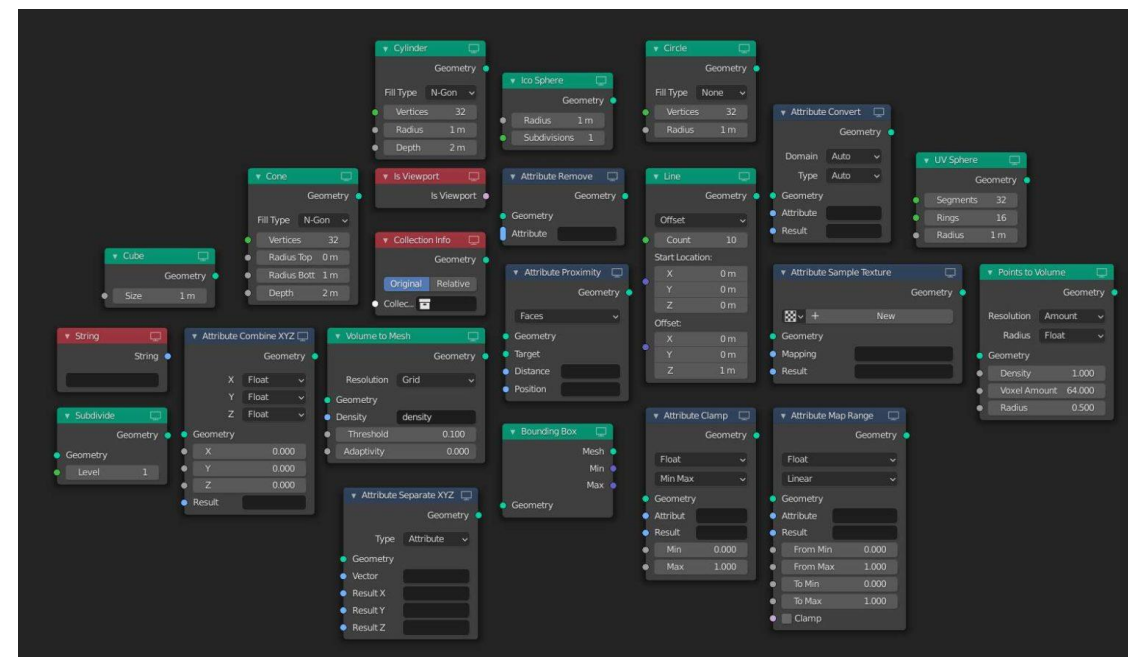 Cylinder
Geometry
Fill Type N-Gon
Vertices 32
Radius 1 m
Depth 2 m
Ico Sphere
Geometry
Radius 1 m
Subdivisions 1
Circle
Geometry
Fill Type None
Vertices 32
Radius 1 m
Attribute Convert
Geometry
Domain Auto
Type Auto
Geometry
Attribute
Result
UV Sphere
Geometry
Segments 32
Rings 16
Radius 1 m
Cone
Geometry
Fill Type N-Gon
Vertices 32
Radius Top 0 m
Radius Bott 1 m
Depth 2 m
Is Viewport
Is Viewport
Attribute Remove
Geometry
Geometry
Attribute
Line
Geometry
Offset
Count 10
Start Location:
X 0 m
Y 0 m
Z 0 m
Offset:
X 0 m
Y 0 m
Z 1 m
Cube
Geometry
Size 1 m
Collection Info
Geometry
Original Relative
Collec...
Attribute Proximity
Geometry
Faces
Geometry
Target
Distance
Position
Attribute Sample Texture
Geometry
+ New
Geometry
Mapping
Result
Points to Volume
Geometry
Resolution Amount
Radius Float
Geometry
Density 1.000
Voxel Amount 64.000
Radius 0.500
String
String
Attribute Combine XYZ
Geometry
X Float
Y Float
Z Float
Geometry
X 0.000
Y 0.000
Z 0.000
Result
Volume to Mesh
Geometry
Resolution Grid
Geometry
Density density
Threshold 0.100
Adaptivity 0.000
Subdivide
Geometry
Geometry
Level 1
Bounding Box
Mesh
Min
Max
Geometry
Attribute Clamp
Geometry
Float
Min Max
Geometry
Attribut
Result
Min 0.000
Max 1.000
Attribute Map Range
Geometry
Float
Linear
Geometry
Attribute
Result
From Min 0.000
From Max 1.000
To Min 0.000
To Max 1.000
Clamp
Attribute Separate XYZ
Geometry
Type Attribute
Geometry
Vector
Result X
Result Y
Result Z